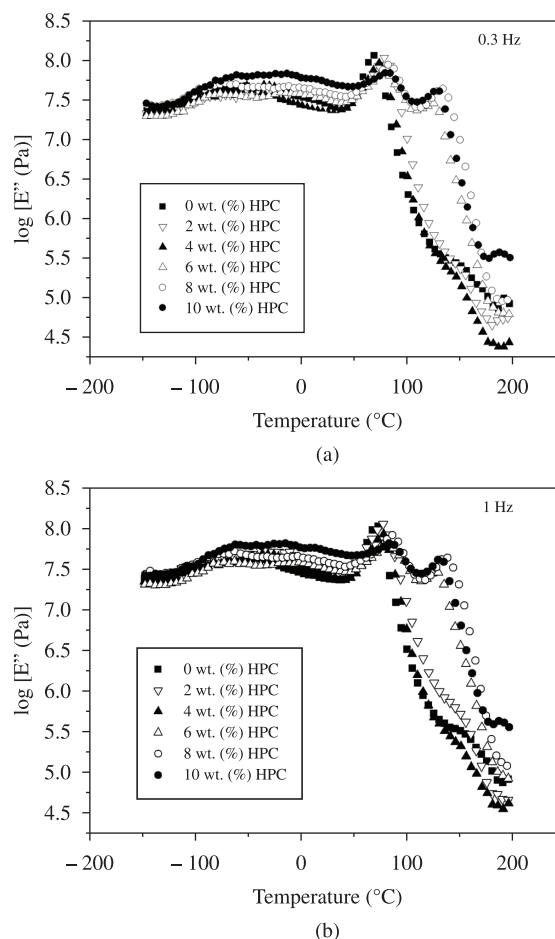 8.5
0.3 Hz
8.0
7.5
7.0
6.5
6.0
5.5
5.0
4.5
log [E” (Pa)]
0 wt. (%) HPC
2 wt. (%) HPC
4 wt. (%) HPC
6 wt. (%) HPC
8 wt. (%) HPC
10 wt. (%) HPC
− 200 − 100 0 100 200
Temperature (°C)
(a)
8.5
1 Hz
8.0
7.5
7.0
6.5
6.0
5.5
5.0
4.5
log [E” (Pa)]
0 wt. (%) HPC
2 wt. (%) HPC
4 wt. (%) HPC
6 wt. (%) HPC
8 wt. (%) HPC
10 wt. (%) HPC
− 200 − 100 0 100 200
Temperature (°C)
(b)